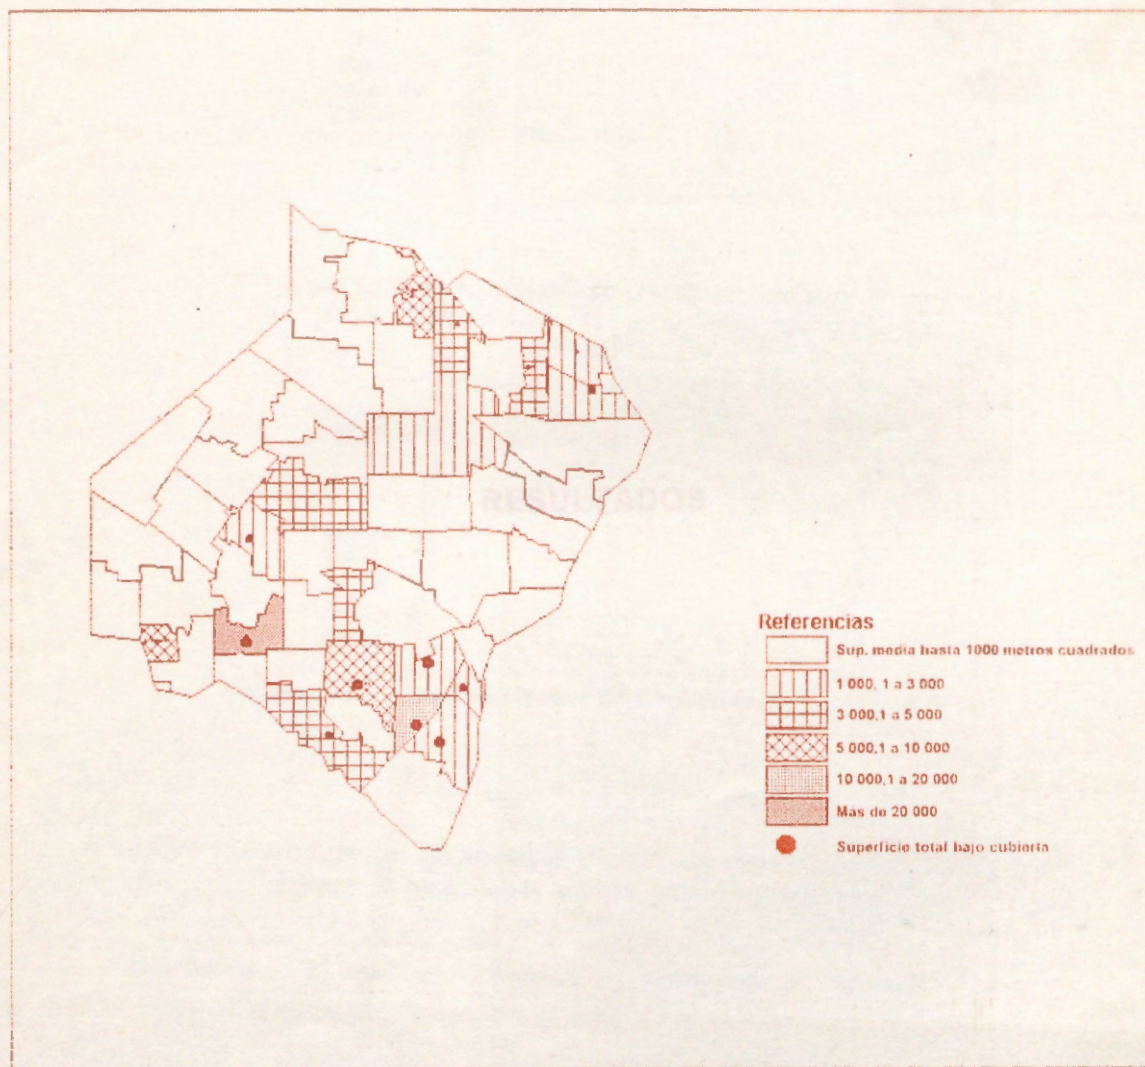 RESULTADOS
Referencias
Sup. media hasta 1000 metros cuadrados
1 000, 1 a 3 000
3 000,1 a 5 000
5 000,1 a 10 000
10 000,1 a 20 000
Mas de 20 000
Superficie total bajo cubierta